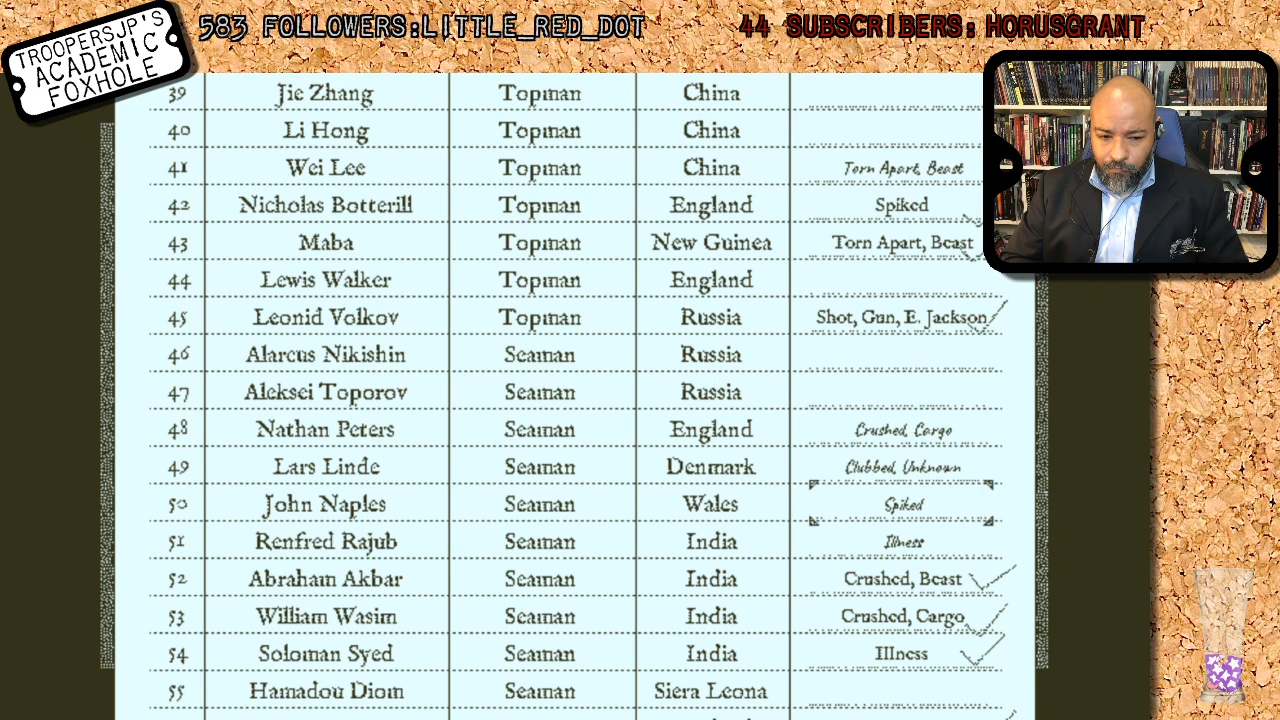 TROOPERSJP'S
ACADEMIC
FOXHOLE
583 FOLLOWERS:LITTLE_RED_DOT
44 SUBSCRIBERS: HORUSGRANT
39 Jie Zhang Topman China
40 Li Hong Topman China
41 Wei Lee Topman China Torn Apart, Beast
42 Nicholas Botterill Topman England Spiked
43 Maba Topman New Guinea Torn Apart, Beast
44 Lewis Walker Topman England
45 Leonid Volkov Topman Russia Shot, Gun, E. Jackson
46 Alarcus Nikishin Seaman Russia
47 Aleksei Toporov Seaman Russia
48 Nathan Peters Seaman England Crushed, Cargo
49 Lars Linde Seaman Denmark Clubbed, Unknown
50 John Naples Seaman Wales Spiked
51 Renfred Rajub Seaman India Illness
52 Abraham Akbar Seaman India Crushed, Beast
53 William Wasim Seaman India Crushed, Cargo
54 Soloman Syed Seaman India Illness
55 Hamadou Diom Seaman Siera Leona